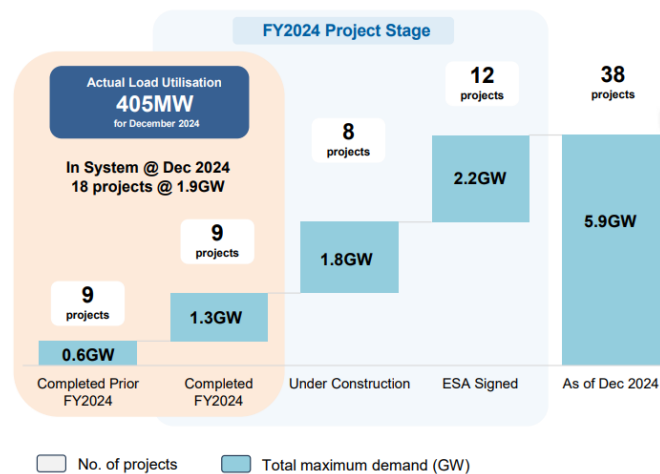 FY2024 Project Stage
Actual Load Utilisation
405MW
for December 2024
In System @ Dec 2024
18 projects @ 1.9GW
9
projects
0.6GW
Completed Prior
FY2024
9
projects
1.3GW
Completed
FY2024
8
projects
1.8GW
Under Construction
12
projects
2.2GW
ESA Signed
38
projects
5.9GW
As of Dec 2024
No. of projects
Total maximum demand (GW)